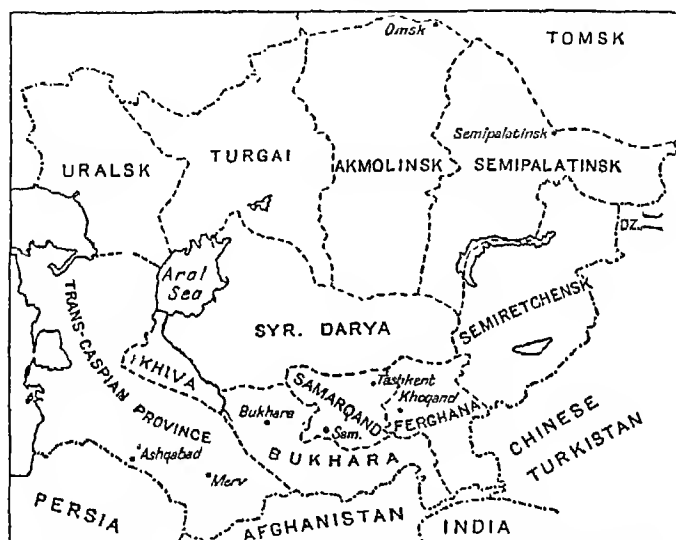 Omsk
TOMSK
Semipalatinsk
URALSK
TURGAI
AKMOLINSK
SEMIPALATINSK
DZ.
Aral
Sea
TRANS-CASPIAN PROVINCE
SYR. DARYA
SEMIRETCHENSK
KHIVA
Tashkent
SAMARQAND
Khoqand
Bukhara
FERGHANA
Sam.
BUKHARA
CHINESE
TURKISTAN
Ashqabad
Merv
PERSIA
AFGHANISTAN
INDIA